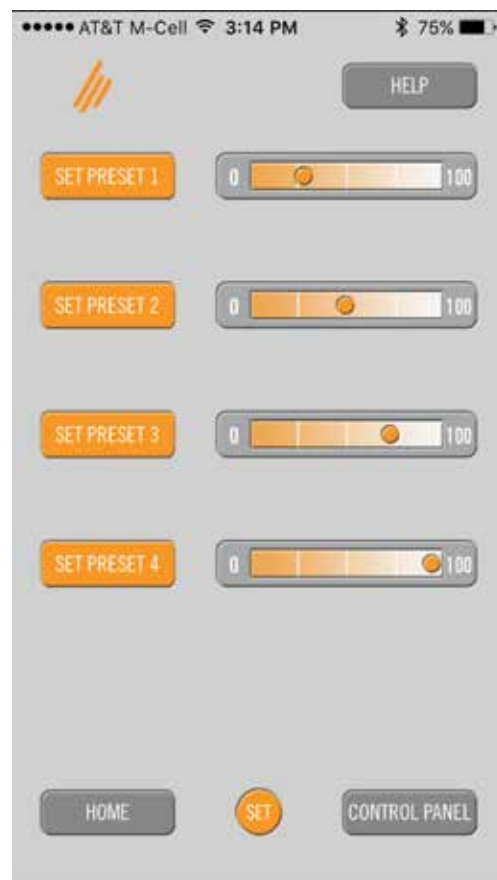 AT&T M-Cell 3:14 PM 75%
HELP
SET PRESET 1 0 100
SET PRESET 2 0 100
SET PRESET 3 0 100
SET PRESET 4 0 100
HOME SET CONTROL PANEL